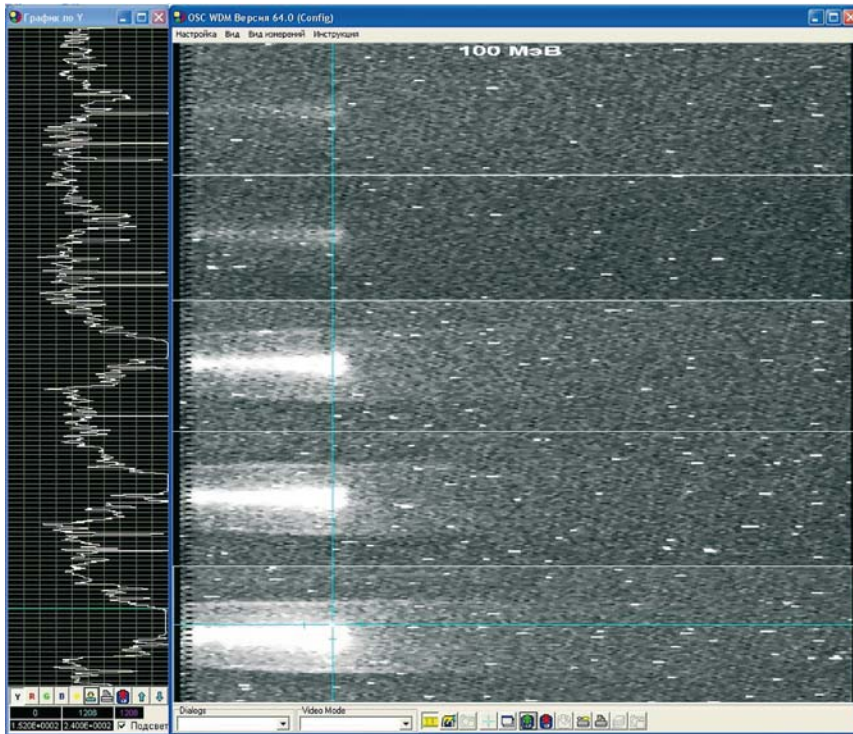 График по Y
OSC WDM Версия 64.0 (Config)
Настройка Вид Вид измерений Инструкция
100 МэВ
Y R G B
0 1208 1208
1.520E+0002 2.400E+0002 Подсвет
Dialogs
Video Mode